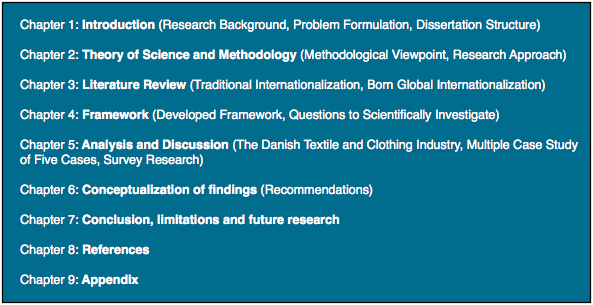 Chapter 1: Introduction (Research Background, Problem Formulation, Dissertation Structure)
Chapter 2: Theory of Science and Methodology (Methodological Viewpoint, Research Approach)
Chapter 3: Literature Review (Traditional Internationalization, Born Global Internationalization)
Chapter 4: Framework (Developed Framework, Questions to Scientifically Investigate)
Chapter 5: Analysis and Discussion (The Danish Textile and Clothing Industry, Multiple Case Study
of Five Cases, Survey Research)
Chapter 6: Conceptualization of findings (Recommendations)
Chapter 7: Conclusion, limitations and future research
Chapter 8: References
Chapter 9: Appendix